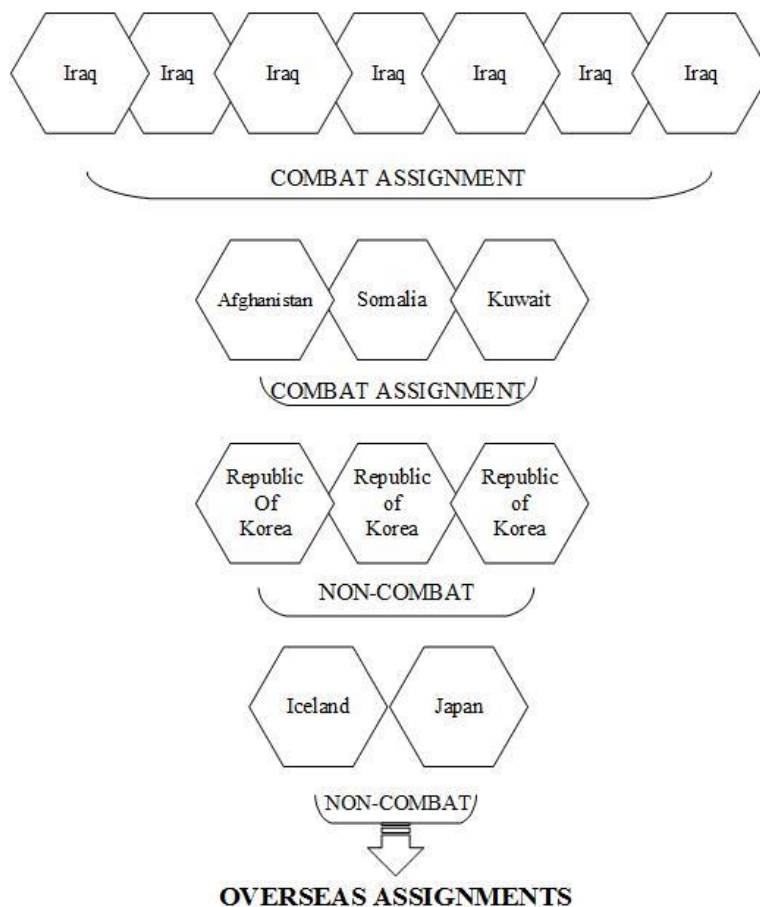 Iraq Iraq Iraq Iraq Iraq Iraq Iraq
COMBAT ASSIGNMENT
Afghanistan Somalia Kuwait
COMBAT ASSIGNMENT
Republic Republic Republic
Of of of
Korea Korea Korea
NON-COMBAT
Iceland Japan
NON-COMBAT
OVERSEAS ASSIGNMENTS